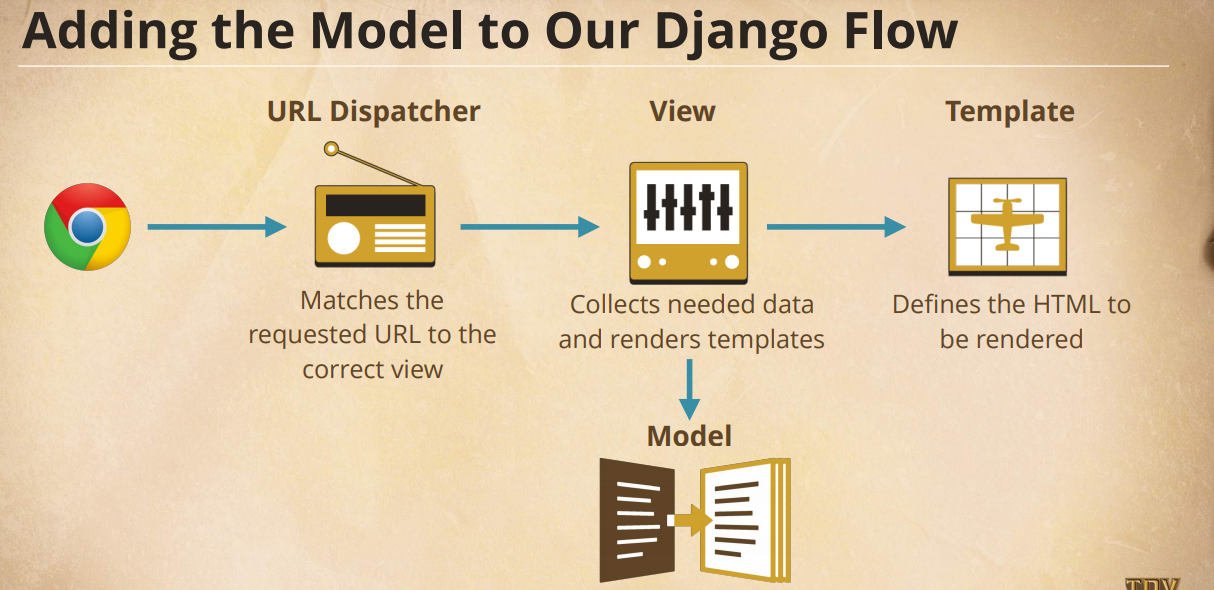 Adding the Model to Our Django Flow
URL Dispatcher
Matches the
requested URL to the
correct view
View
Collects needed data
and renders templates
Template
Defines the HTML to
be rendered
Model
TRY